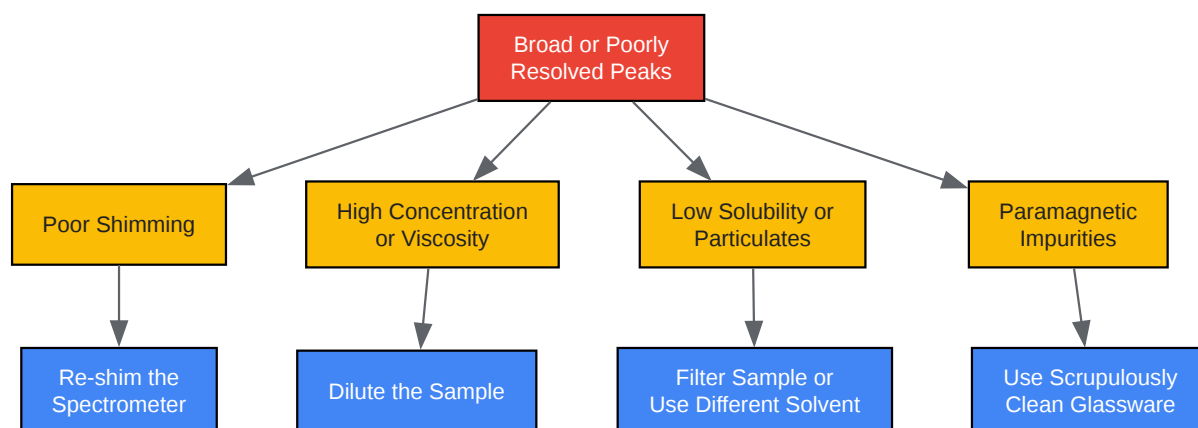 Broad or Poorly
Resolved Peaks
Poor Shimming
High Concentration
or Viscosity
Low Solubility or
Particulates
Paramagnetic
Impurities
Re-shim the
Spectrometer
Dilute the Sample
Filter Sample or
Use Different Solvent
Use Scrupulously
Clean Glassware